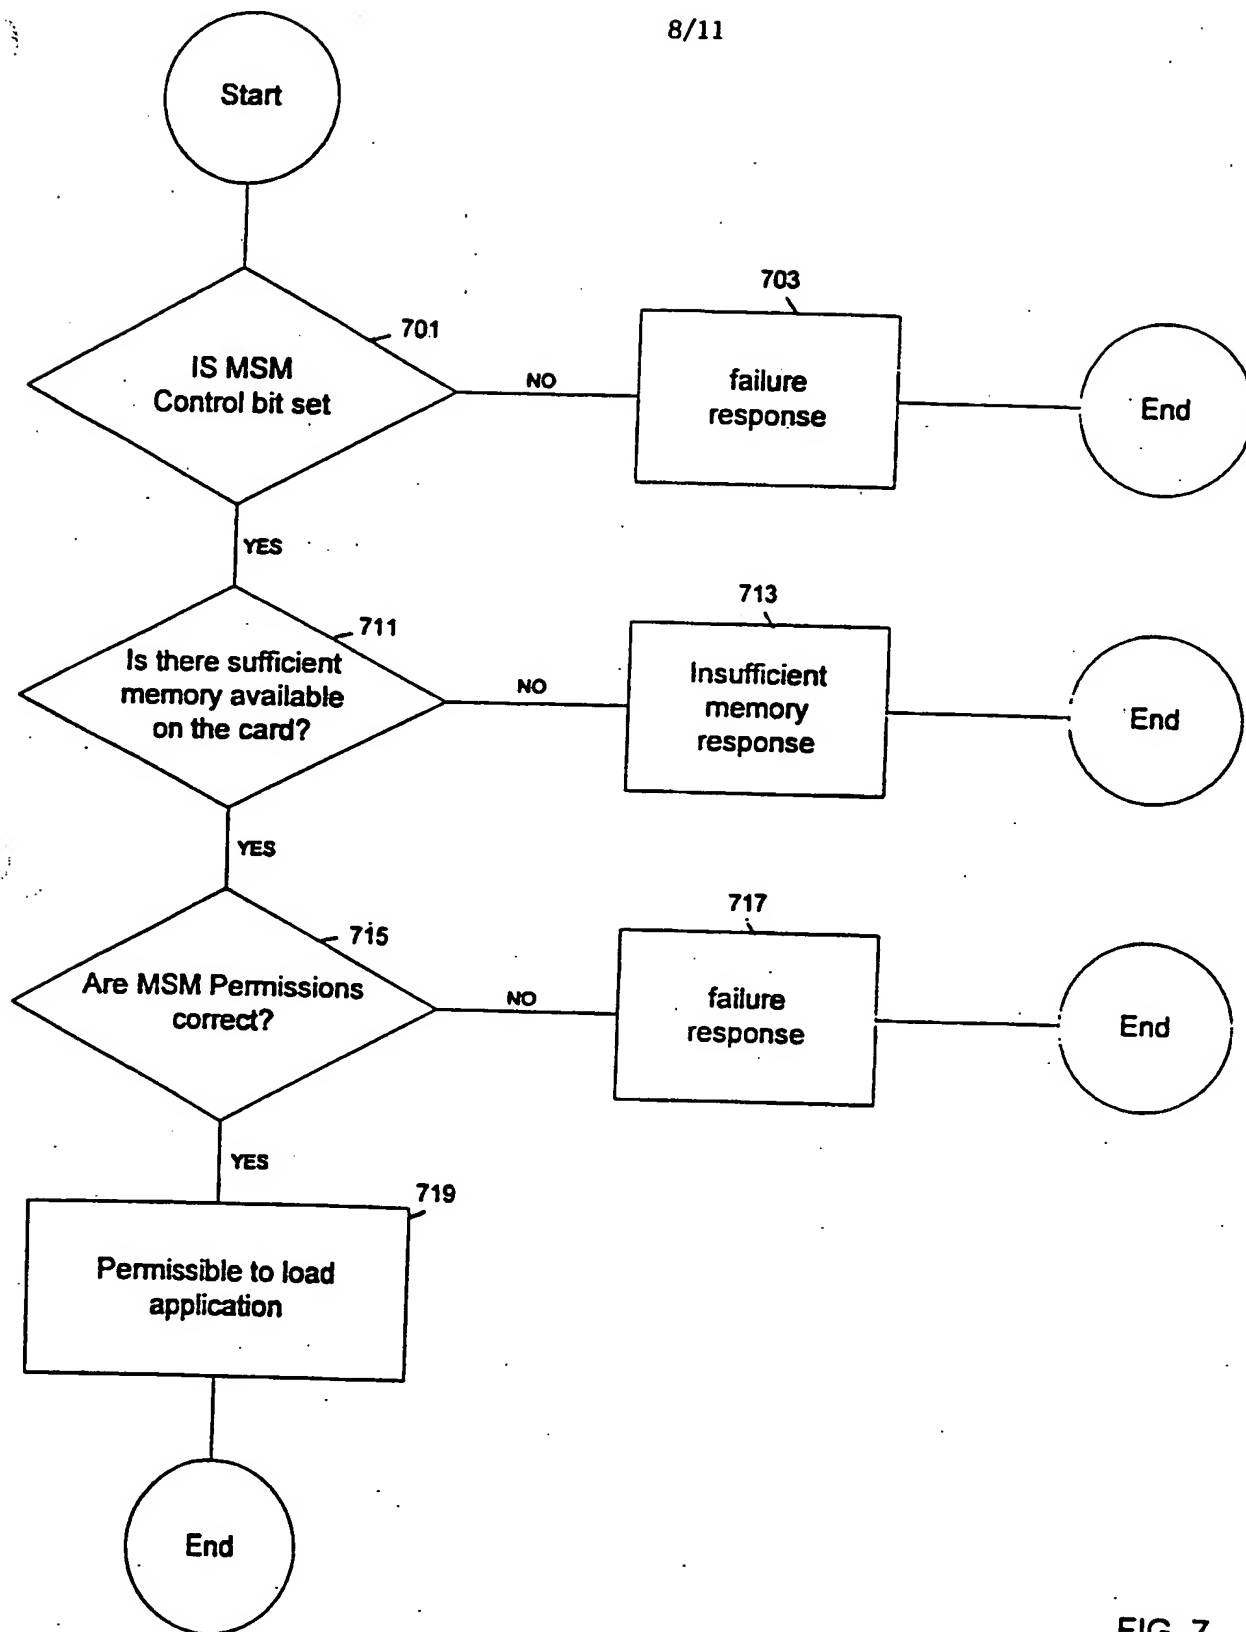 8/11
Start
701
IS MSM
Control bit set
NO
703
failure
response
End
YES
711
Is there sufficient
memory available
on the card?
NO
713
Insufficient
memory
response
End
YES
715
Are MSM Permissions
correct?
NO
717
failure
response
End
YES
719
Permissible to load
application
End
FIG. 7